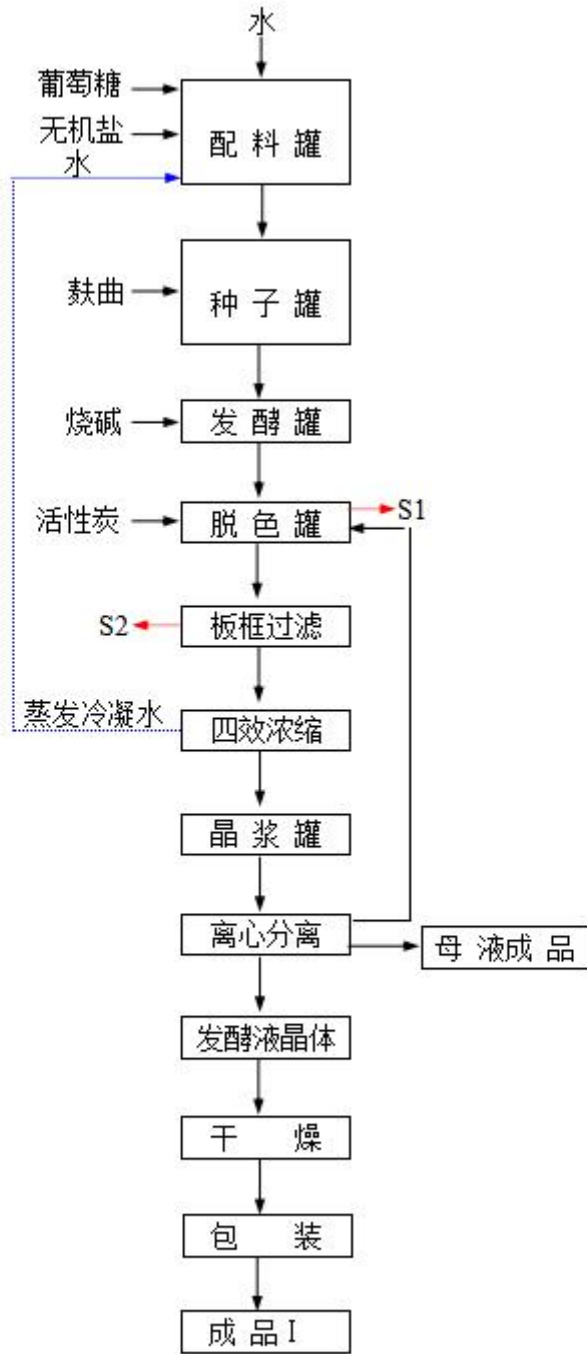 水
葡萄糖
无机盐
水
配料罐
麸曲
种子罐
烧碱
发酵罐
活性炭
脱色罐
S1
S2
板框过滤
蒸发冷凝水
四效浓缩
晶浆罐
离心分离
母液成品
发酵液晶体
干燥
包装
成品Ⅰ